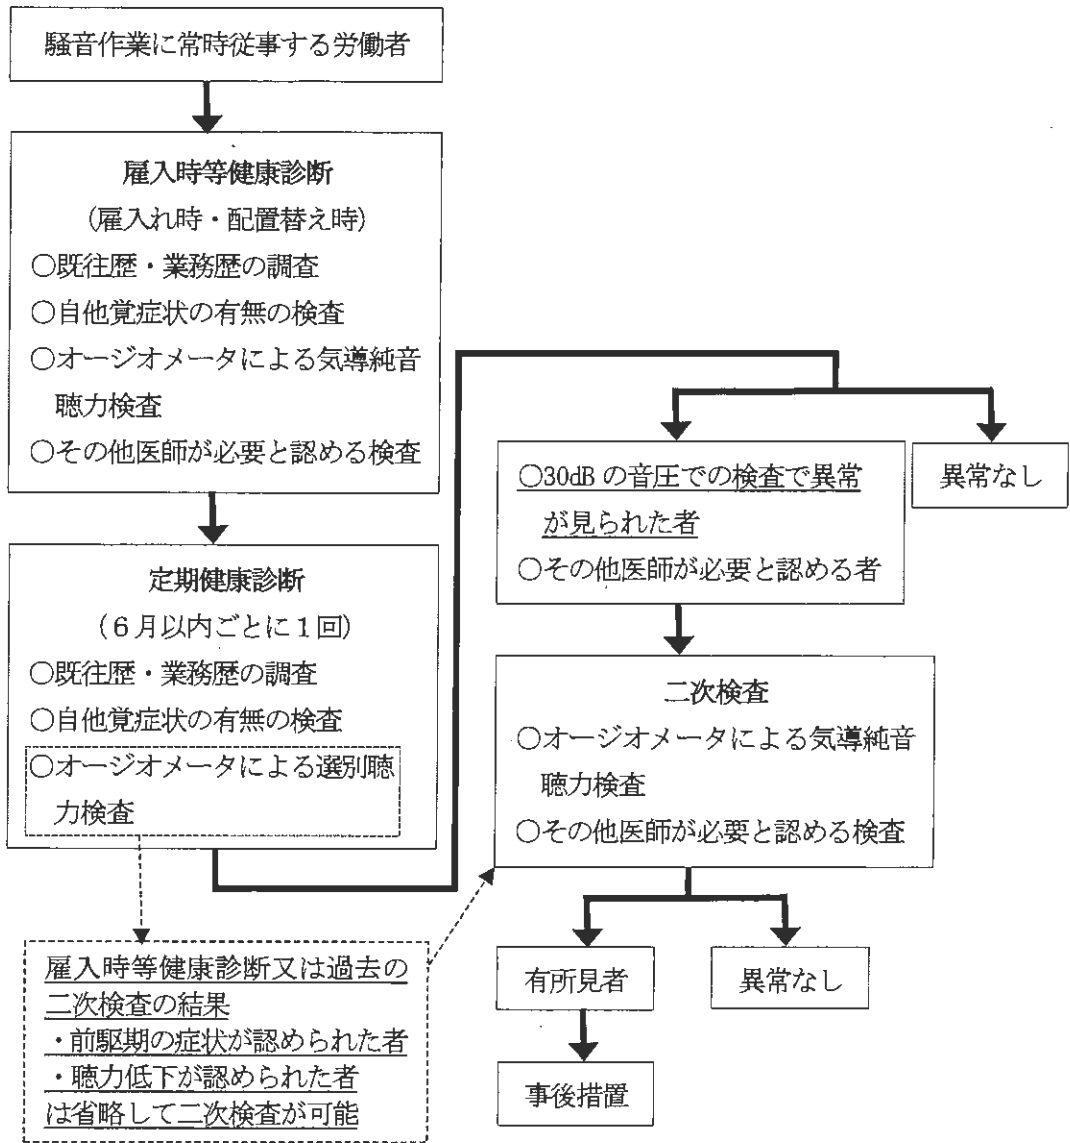 騒音作業に常時従事する労働者
雇入時等健康診断
（雇入れ時・配置替え時）
○既往歴・業務歴の調査
○自他覚症状の有無の検査
○オージオメータによる気導純音
聴力検査
○その他医師が必要と認める検査
定期健康診断
（６月以内ごとに１回）
○既往歴・業務歴の調査
○自他覚症状の有無の検査
○オージオメータによる選別聴
力検査
雇入時等健康診断又は過去の
二次検査の結果
・前駆期の症状が認められた者
・聴力低下が認められた者
は省略して二次検査が可能
○30dB の音圧での検査で異常
が見られた者
○その他医師が必要と認める者
異常なし
二次検査
○オージオメータによる気導純音
聴力検査
○その他医師が必要と認める検査
有所見者
異常なし
事後措置